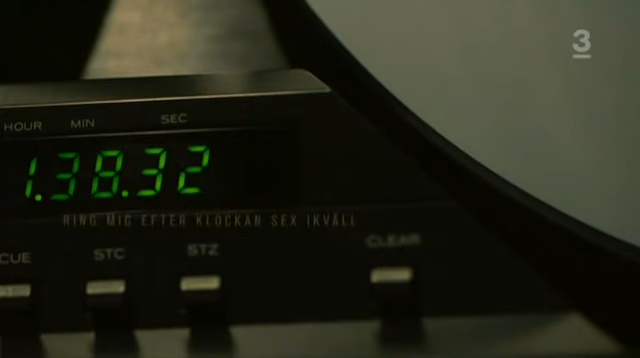 3
HOUR MIN SEC
1.38.32
RING MIG EFTER KLOCKAN SEX IKVÄLL
CUE STC STZ CLEAR